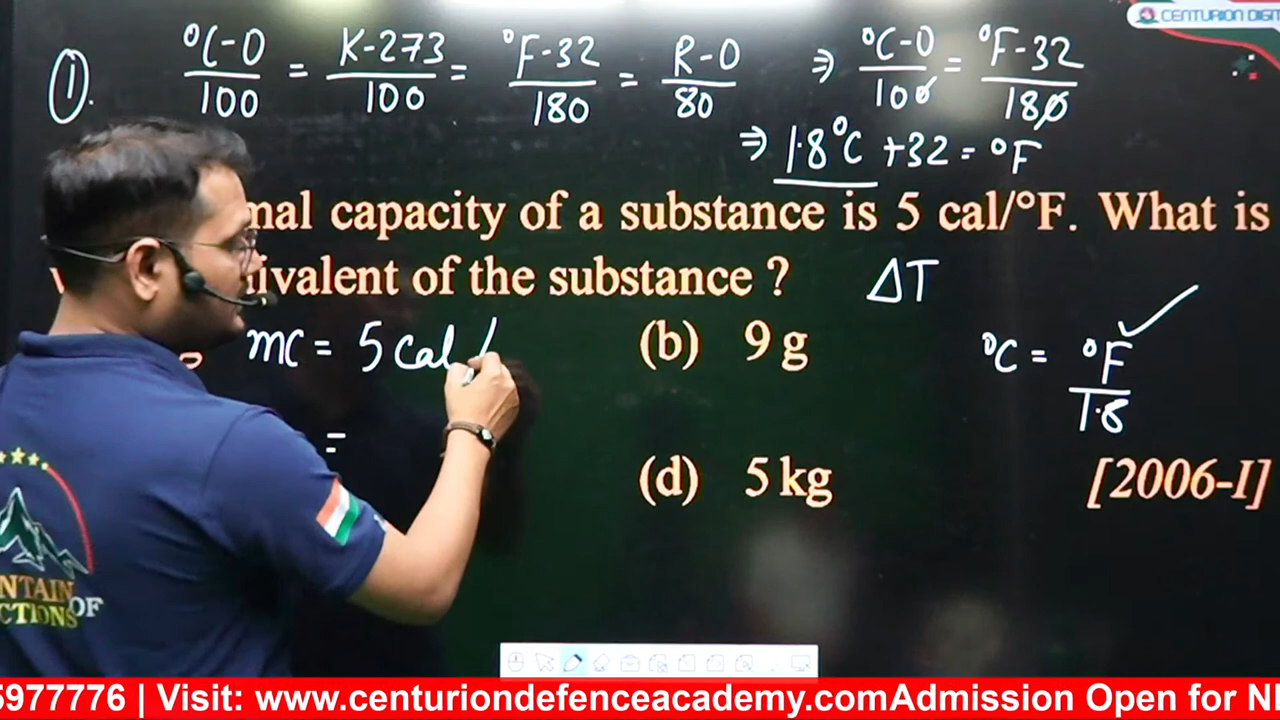 CENTURION DIGIT
①. °C-0/100 = K-273/100 = °F-32/180 = R-0/80 ⇒ °C-0/100 = °F-32/180
⇒ 1.8°C +32 = °F
mal capacity of a substance is 5 cal/°F. What is
ivalent of the substance ? ΔT
mc = 5 cal / (b) 9 g °C = °F/1.8 ✓
=
(d) 5 kg [2006-I]
NTAIN
CTIONS OF
5977776 | Visit: www.centuriondefenceacademy.comAdmission Open for NI